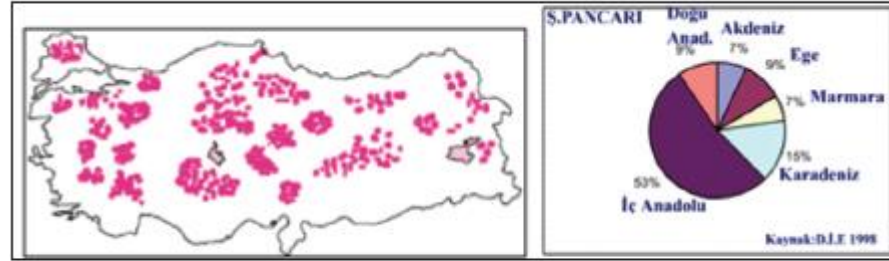 Ş.PANCARI
Doğu
Anad.
9%
Akdeniz
7%
9%
Ege
7%
Marmara
15%
Karadeniz
53%
İç Anadolu
Kaynak:D.İ.E 1998